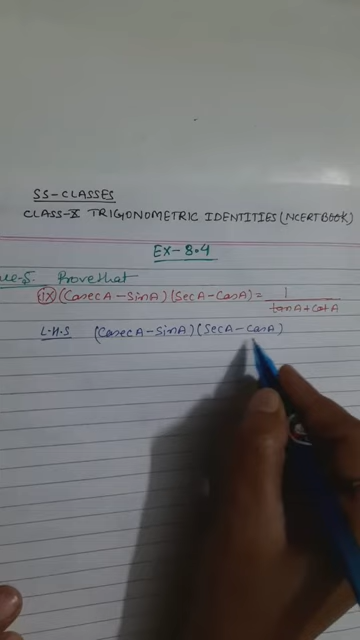 SS-CLASSES
CLASS-X TRIGONOMETRIC IDENTITIES (NCERT BOOK)
EX-8.4
Prove that
(ix) (CosecA-SinA) (SecA-CosA) = 1/(tanA+CotA)
L.H.S (CosecA-SinA) (SecA-CosA)